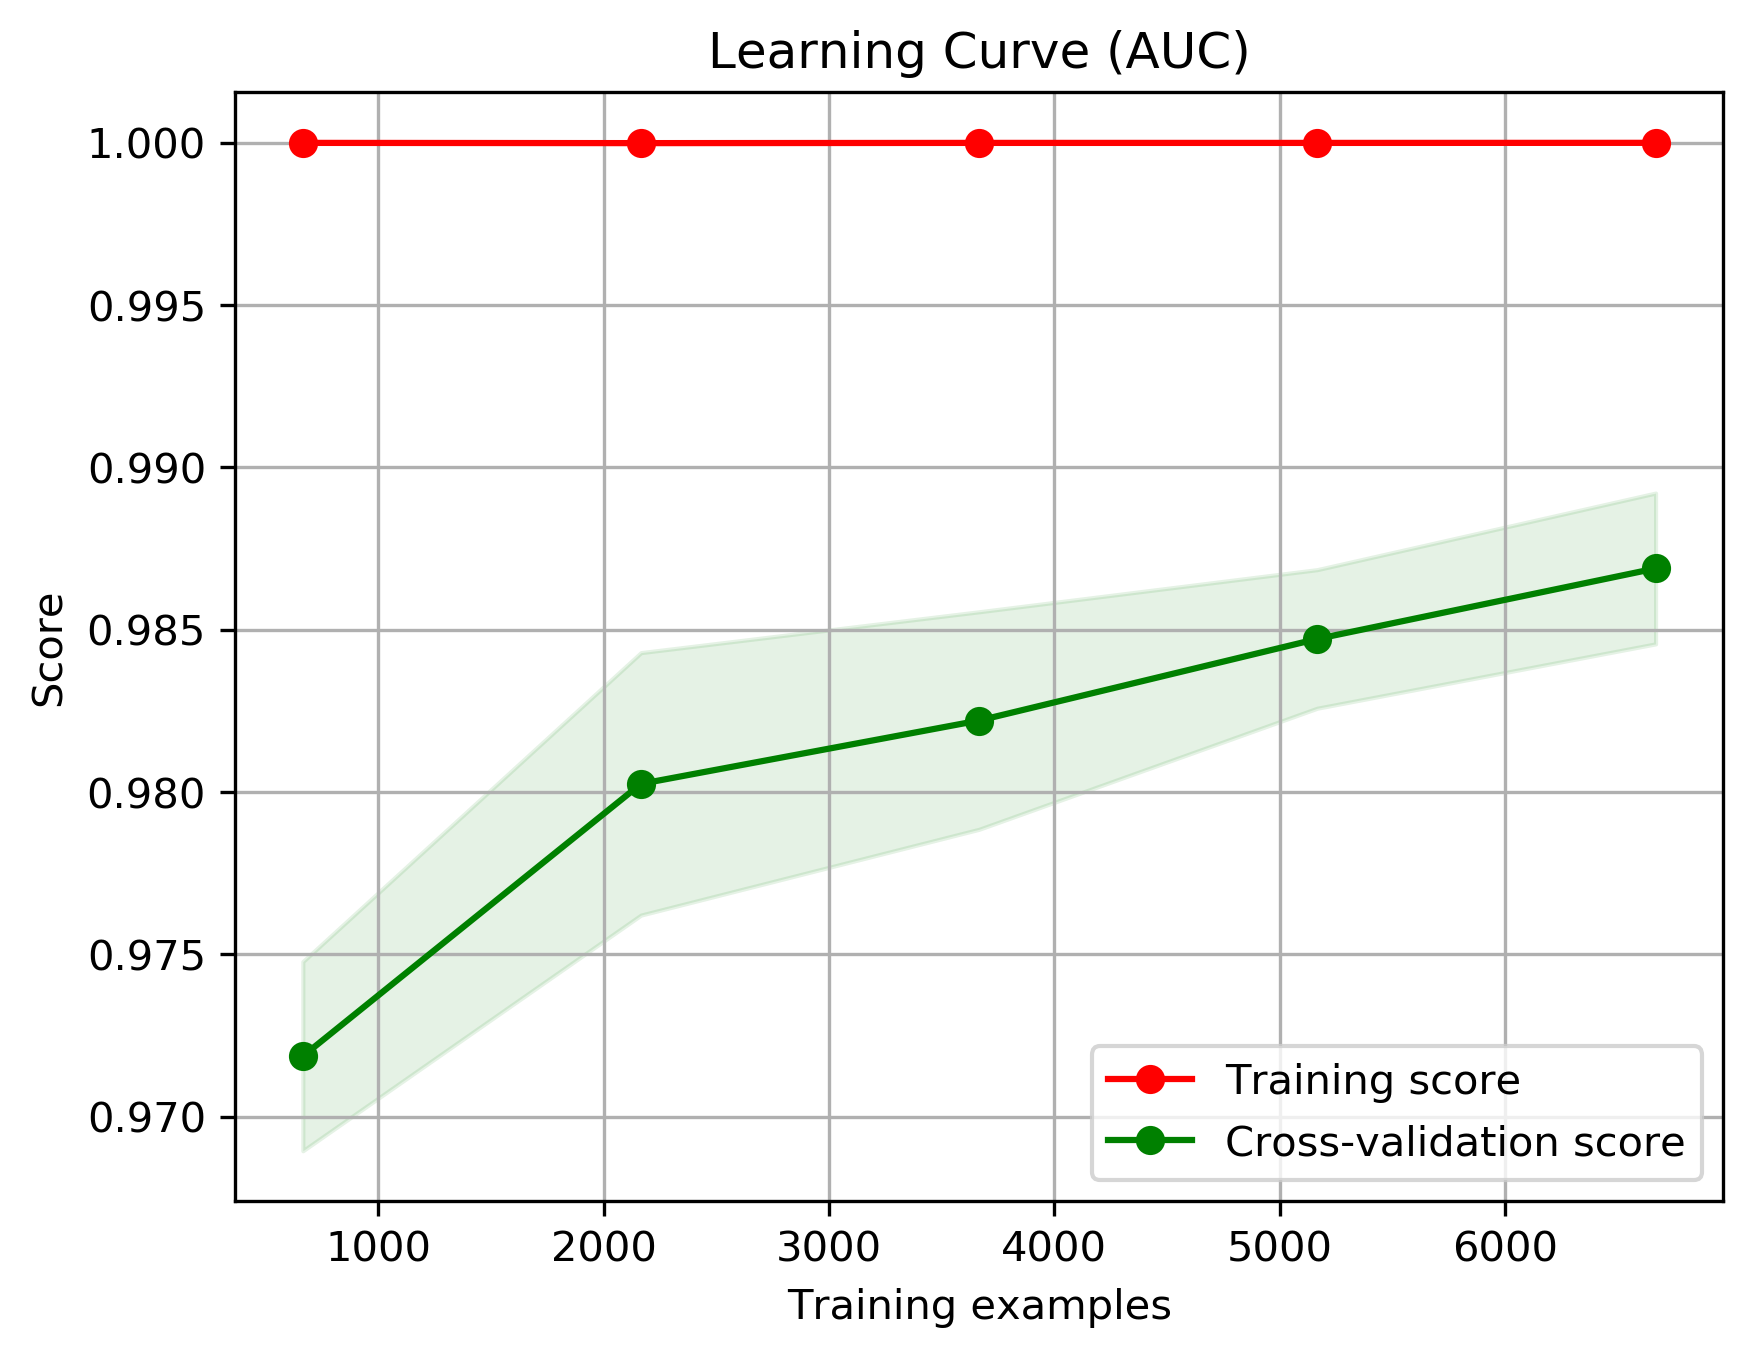 Learning Curve (AUC)
1.000
0.995
0.990
0.985
0.980
0.975
0.970
Score
1000 2000 3000 4000 5000 6000
Training examples
Training score
Cross-validation score